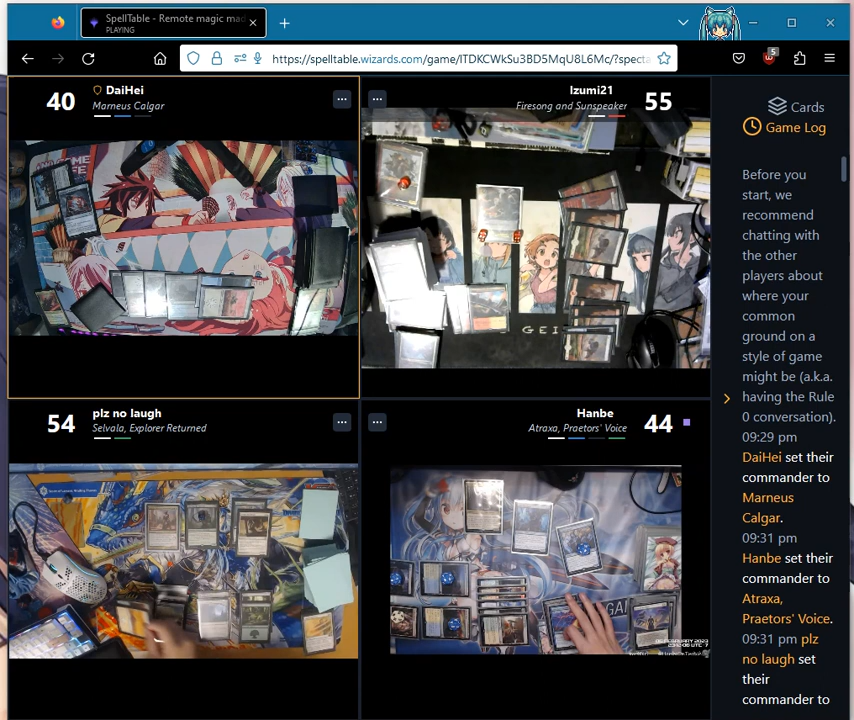 SpellTable - Remote magic mad
PLAYING
5
https://spelltable.wizards.com/game/ITDKCWkSu3BD5MqU8L6Mc/?specta
40
DaiHei
Marneus Calgar
Izumi21
Firesong and Sunspeaker
55
Cards
Game Log
Before you
start, we
recommend
chatting with
the other
players about
where your
common
ground on a
style of game
might be (a.k.a.
having the Rule
0 conversation).
09:29 pm
DaiHei set their
commander to
Marneus
Calgar.
09:31 pm
Hanbe set their
commander to
Atraxa,
Praetors' Voice.
09:31 pm plz
no laugh set
their
commander to
54
plz no laugh
Selvala, Explorer Returned
Hanbe
Atraxa, Praetors' Voice
44